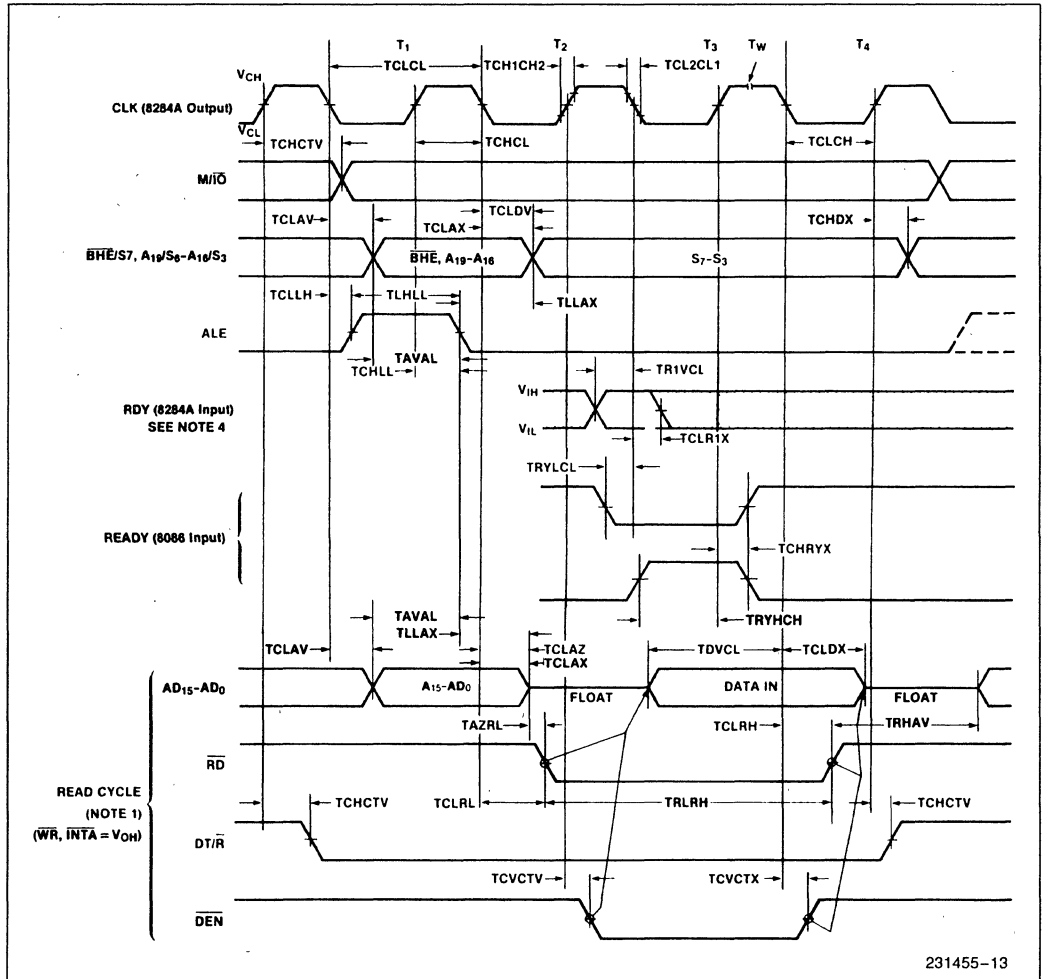 T1 T2 T3 TW T4
TCLCL TCH1CH2 TCL2CL1
VCH
CLK (8284A Output)
VCL
TCHCTV TCHCL TCLCH
M/IO
TCLDV
TCLAV TCLAX TCHDX
BHE/S7, A19/S6–A16/S3 BHE, A19–A16 S7–S3
TCLLH TLHLL TLLAX
ALE
TAVAL
TCHLL TR1VCL
VIH
RDY (8284A Input)
SEE NOTE 4
VIL
TCLR1X
TRYLCL
READY (8086 Input)
TCHRYX
TAVAL TRYHCH
TLLAX
TCLAV TCLAZ TDVCL TCLDX
TCLAX
AD15–AD0 A15–AD0 FLOAT DATA IN FLOAT
TAZRL TCLRH TRHAV
RD
READ CYCLE
(NOTE 1)
(WR, INTA = VOH)
TCHCTV TCLRL TRLRH TCHCTV
DT/R
TCVCTV TCVCTX
DEN
231455–13